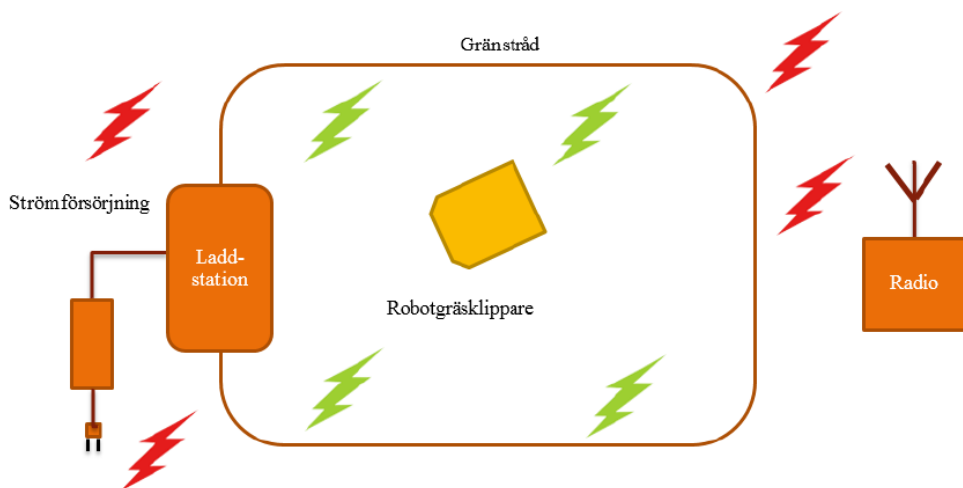 Gränstråd
Strömförsörjning
Ladd-
station
Radio
Robotgräsklippare